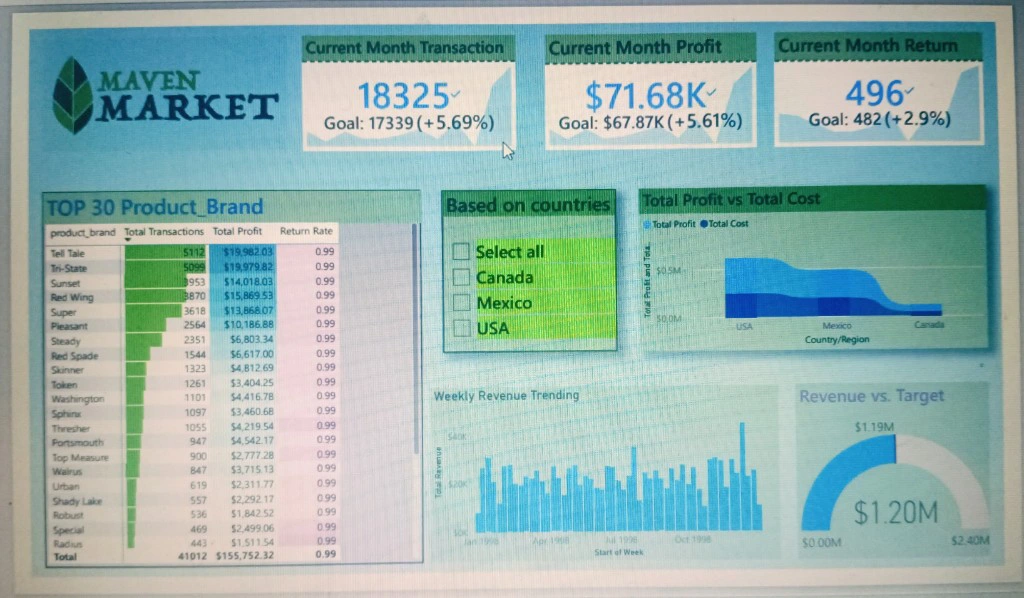 MAVEN
MARKET
Current Month Transaction
18325
Goal: 17339 (+5.69%)
Current Month Profit
$71.68K
Goal: $67.87K (+5.61%)
Current Month Return
496
Goal: 482 (+2.9%)
TOP 30 Product_Brand
product_brand Total Transactions Total Profit Return Rate
Tell Tale 5112 $19,982.03 0.99
Tri-State 5099 $19,979.82 0.99
Sunset 3953 $14,018.03 0.99
Red Wing 3870 $15,869.53 0.99
Super 3618 $13,868.07 0.99
Pleasant 2564 $10,186.88 0.99
Steady 2351 $6,803.34 0.99
Red Spade 1544 $6,617.00 0.99
Skinner 1323 $4,812.69 0.99
Token 1261 $3,404.25 0.99
Washington 1101 $4,416.78 0.99
Sphinx 1097 $3,460.68 0.99
Thresher 1055 $4,219.54 0.99
Portsmouth 947 $4,542.17 0.99
Top Measure 900 $2,777.28 0.99
Walrus 847 $3,715.13 0.99
Urban 619 $2,311.77 0.99
Shady Lake 557 $2,292.17 0.99
Robust 536 $1,842.52 0.99
Special 469 $2,499.06 0.99
Radius 443 $1,511.54 0.99
Total 41012 $155,752.32 0.99
Based on countries
Select all
Canada
Mexico
USA
Total Profit vs Total Cost
Total Profit Total Cost
Total Profit and Tota..
$0.5M
$0.0M
USA Mexico Canada
Country/Region
Weekly Revenue Trending
Total Revenue
$40K
$20K
$0K
Jan 1998 Apr 1998 Jul 1998 Oct 1998
Start of Week
Revenue vs. Target
$1.19M
$1.20M
$0.00M $2.40M